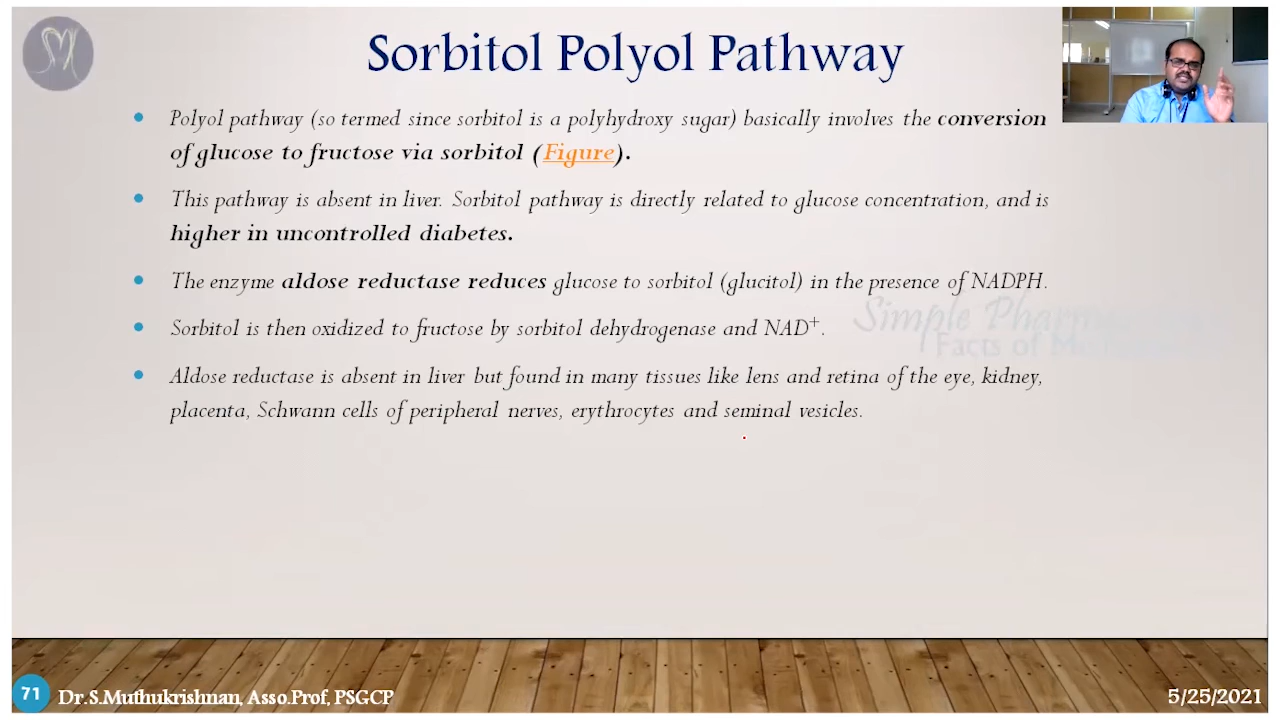 SM
Sorbitol Polyol Pathway
Polyol pathway (so termed since sorbitol is a polyhydroxy sugar) basically involves the conversion
of glucose to fructose via sorbitol (Figure).
This pathway is absent in liver. Sorbitol pathway is directly related to glucose concentration, and is
higher in uncontrolled diabetes.
The enzyme aldose reductase reduces glucose to sorbitol (glucitol) in the presence of NADPH.
Sorbitol is then oxidized to fructose by sorbitol dehydrogenase and NAD⁺.
Simple
Facts of
Aldose reductase is absent in liver but found in many tissues like lens and retina of the eye, kidney,
placenta, Schwann cells of peripheral nerves, erythrocytes and seminal vesicles.
71 Dr.S.Muthukrishnan, Asso.Prof, PSGCP
5/25/2021